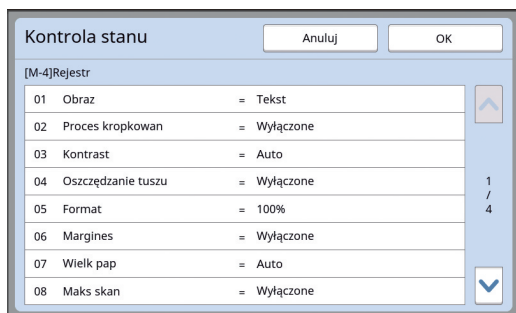 Kontrola stanu Anuluj OK
[M-4]Rejestr
01 Obraz = Tekst
02 Proces kropkowan = Wyłączone
03 Kontrast = Auto
04 Oszczędzanie tuszu = Wyłączone
05 Format = 100%
06 Margines = Wyłączone
07 Wielk pap = Auto
08 Maks skan = Wyłączone
1
/
4